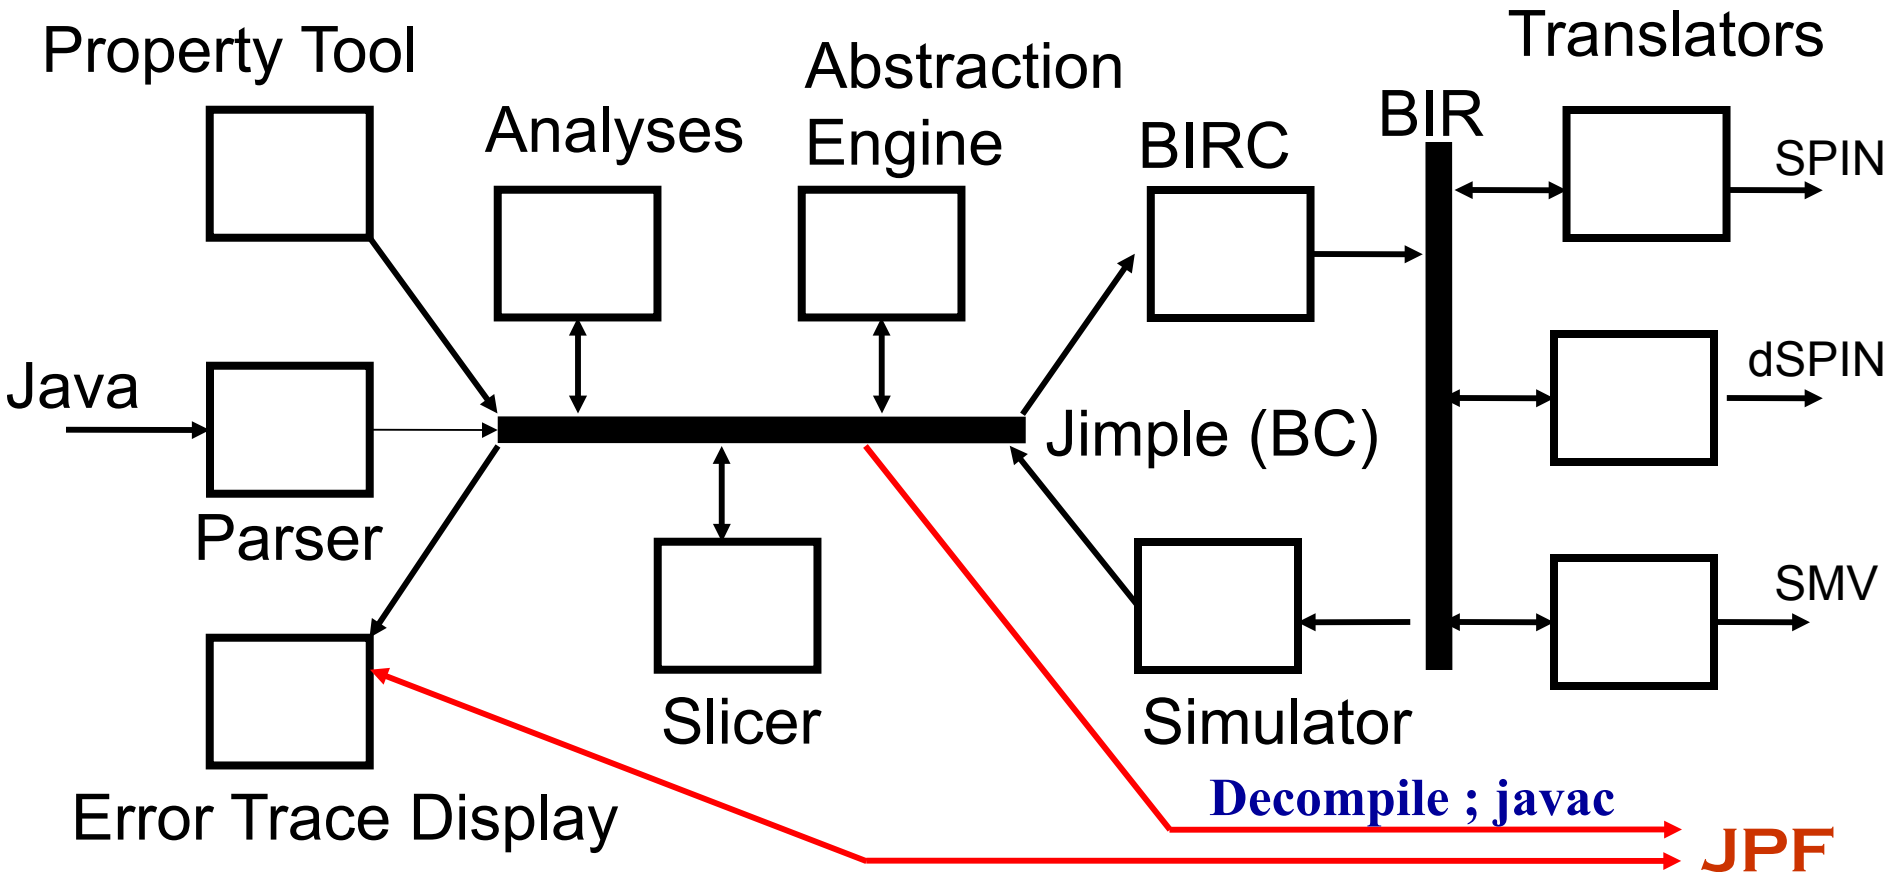 Property Tool
Analyses
Abstraction
Engine
BIRC
BIR
Translators
SPIN
Java
Parser
Jimple (BC)
dSPIN
SMV
Error Trace Display
Slicer
Simulator
Decompile ; javac
JPF